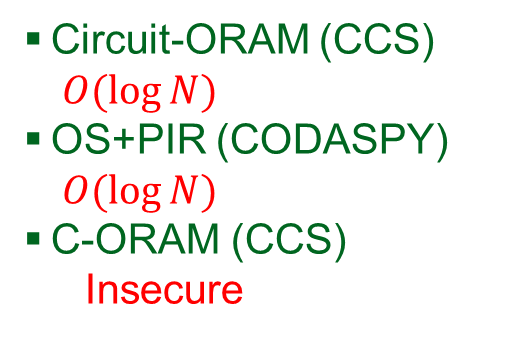 ▪ Circuit-ORAM (CCS)
O(log N)
▪ OS+PIR (CODASPY)
O(log N)
▪ C-ORAM (CCS)
Insecure